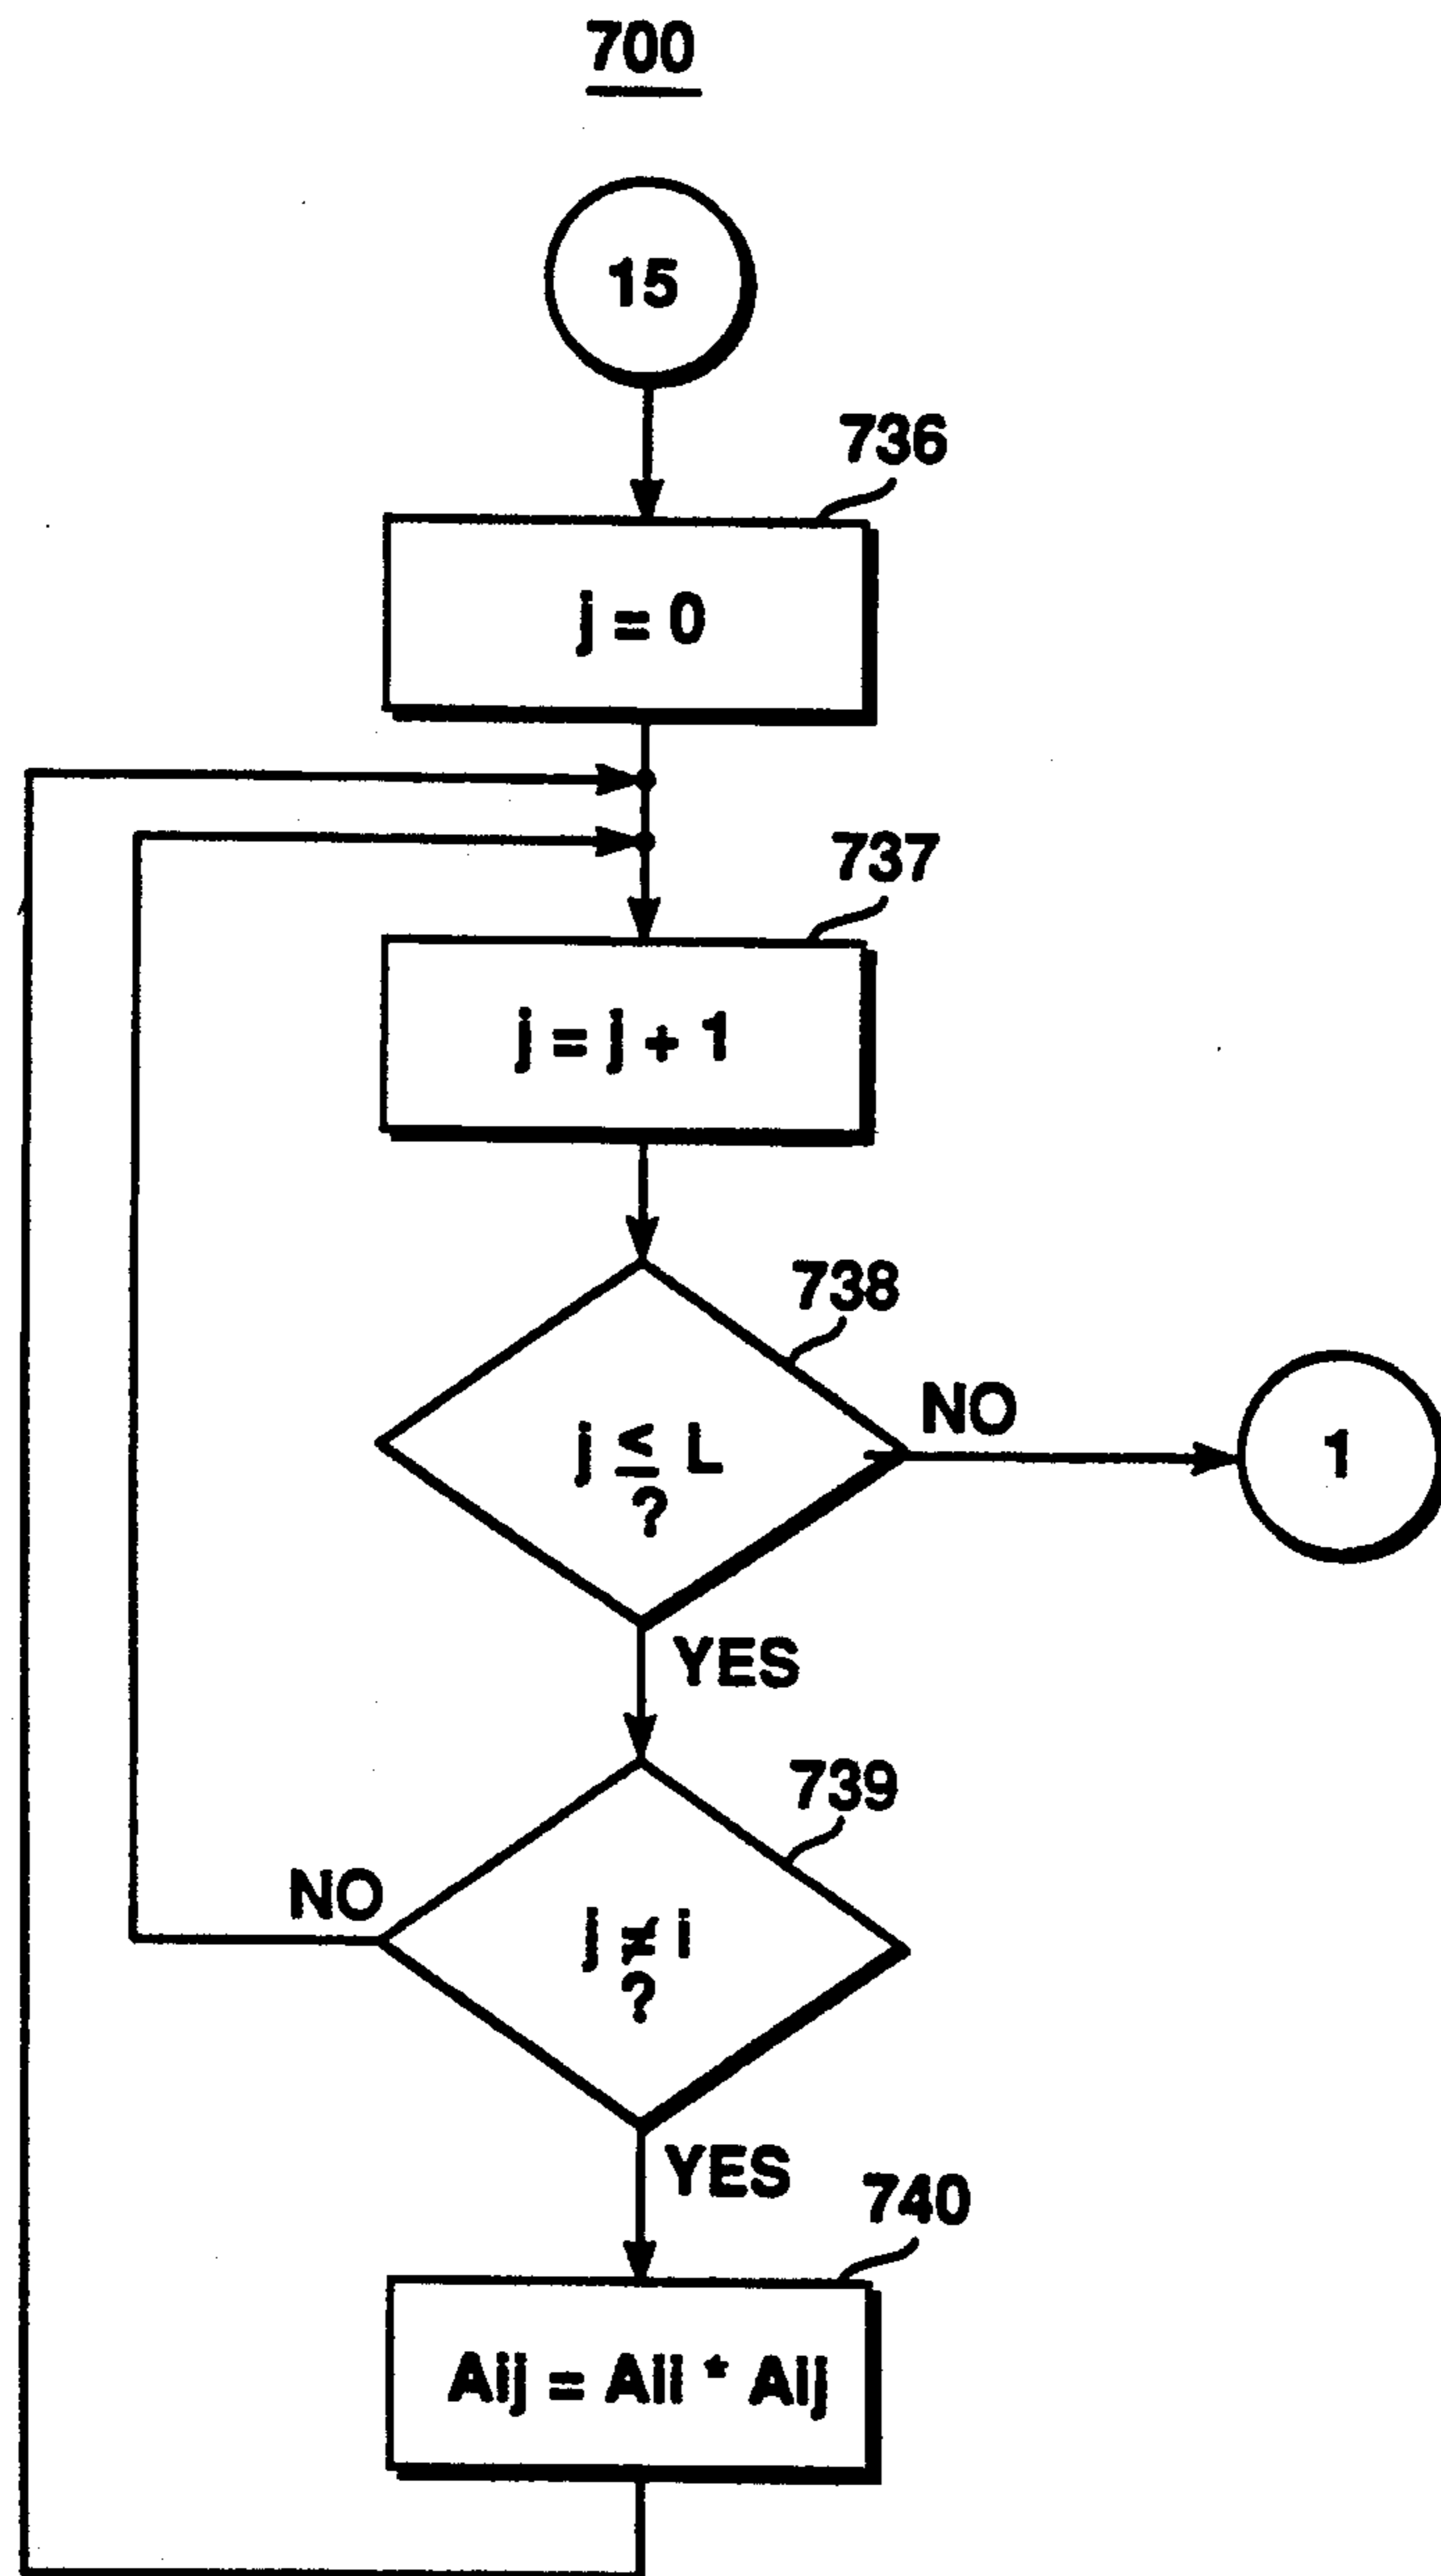 700
15
736
j = 0
737
j = j + 1
738
j ≤ L
?
NO
1
YES
739
NO
j ≠ i
?
YES
740
Aij = Aii * Aij